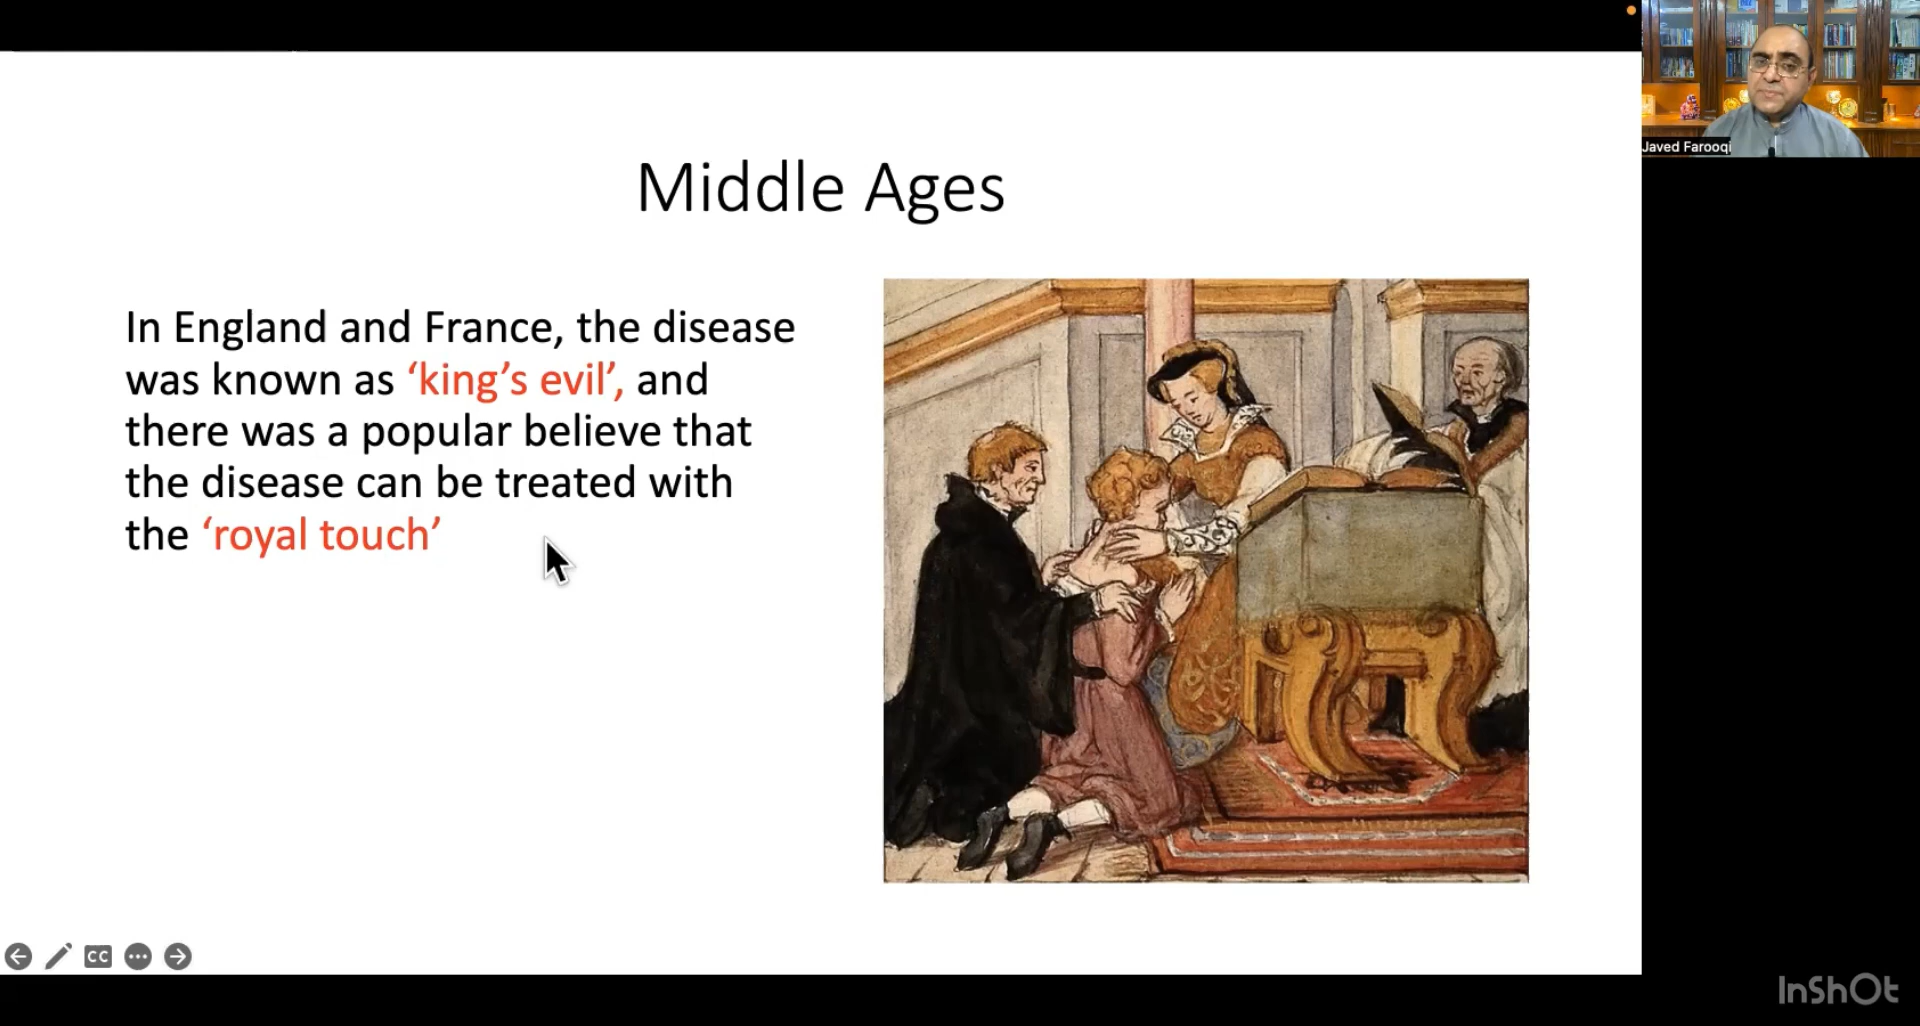 Javed Farooqi
Middle Ages
In England and France, the disease
was known as ‘king’s evil’, and
there was a popular believe that
the disease can be treated with
the ‘royal touch’
CC
InShOt